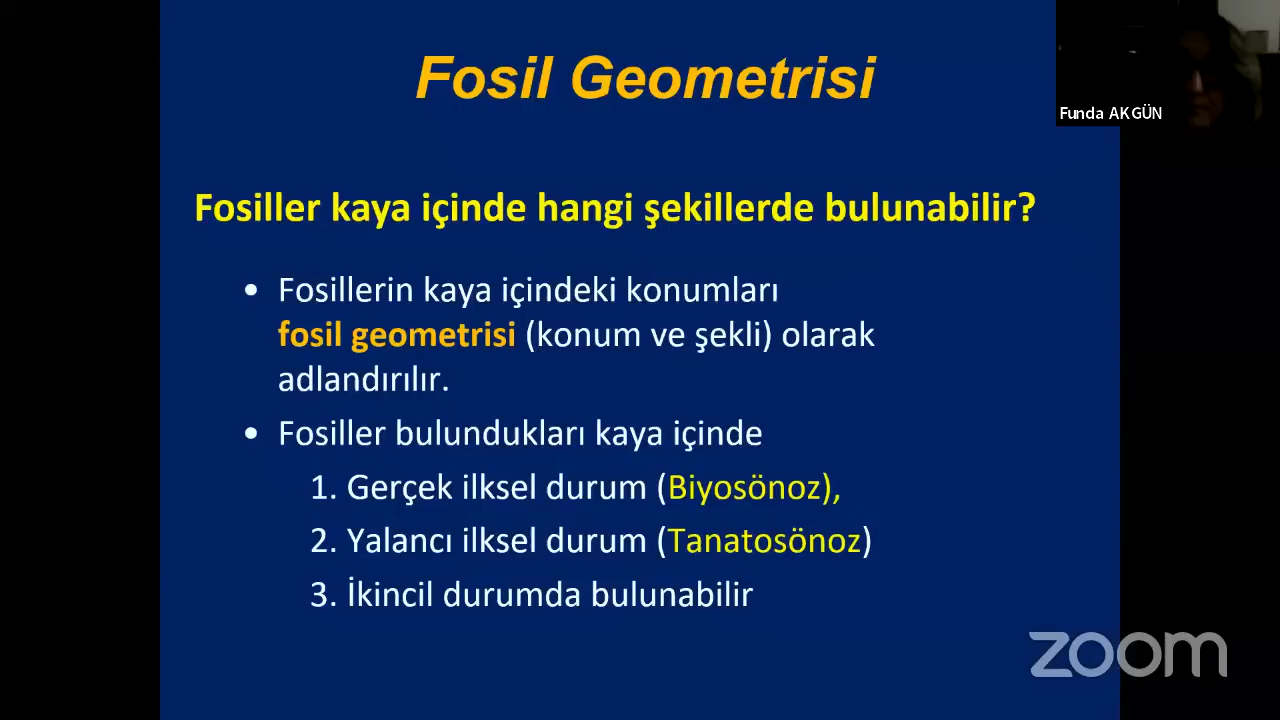 Fosil Geometrisi
Funda AKGÜN
Fosiller kaya içinde hangi şekillerde bulunabilir?
• Fosillerin kaya içindeki konumları
fosil geometrisi (konum ve şekli) olarak
adlandırılır.
• Fosiller bulundukları kaya içinde
1. Gerçek ilksel durum (Biyosönoz),
2. Yalancı ilksel durum (Tanatosönoz)
3. İkincil durumda bulunabilir
zoom